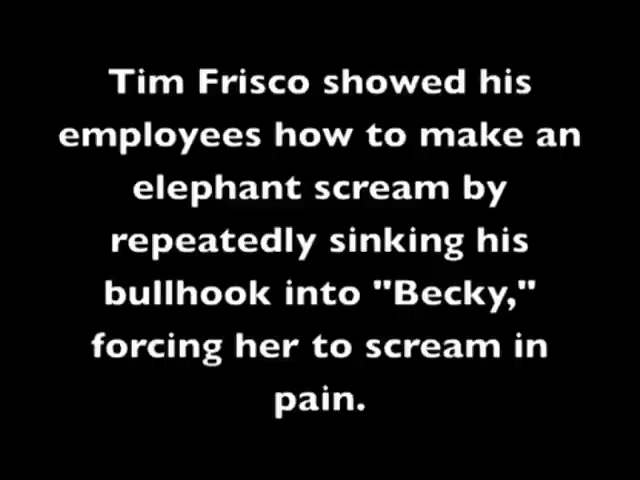 Tim Frisco showed his
employees how to make an
elephant scream by
repeatedly sinking his
bullhook into "Becky,"
forcing her to scream in
pain.